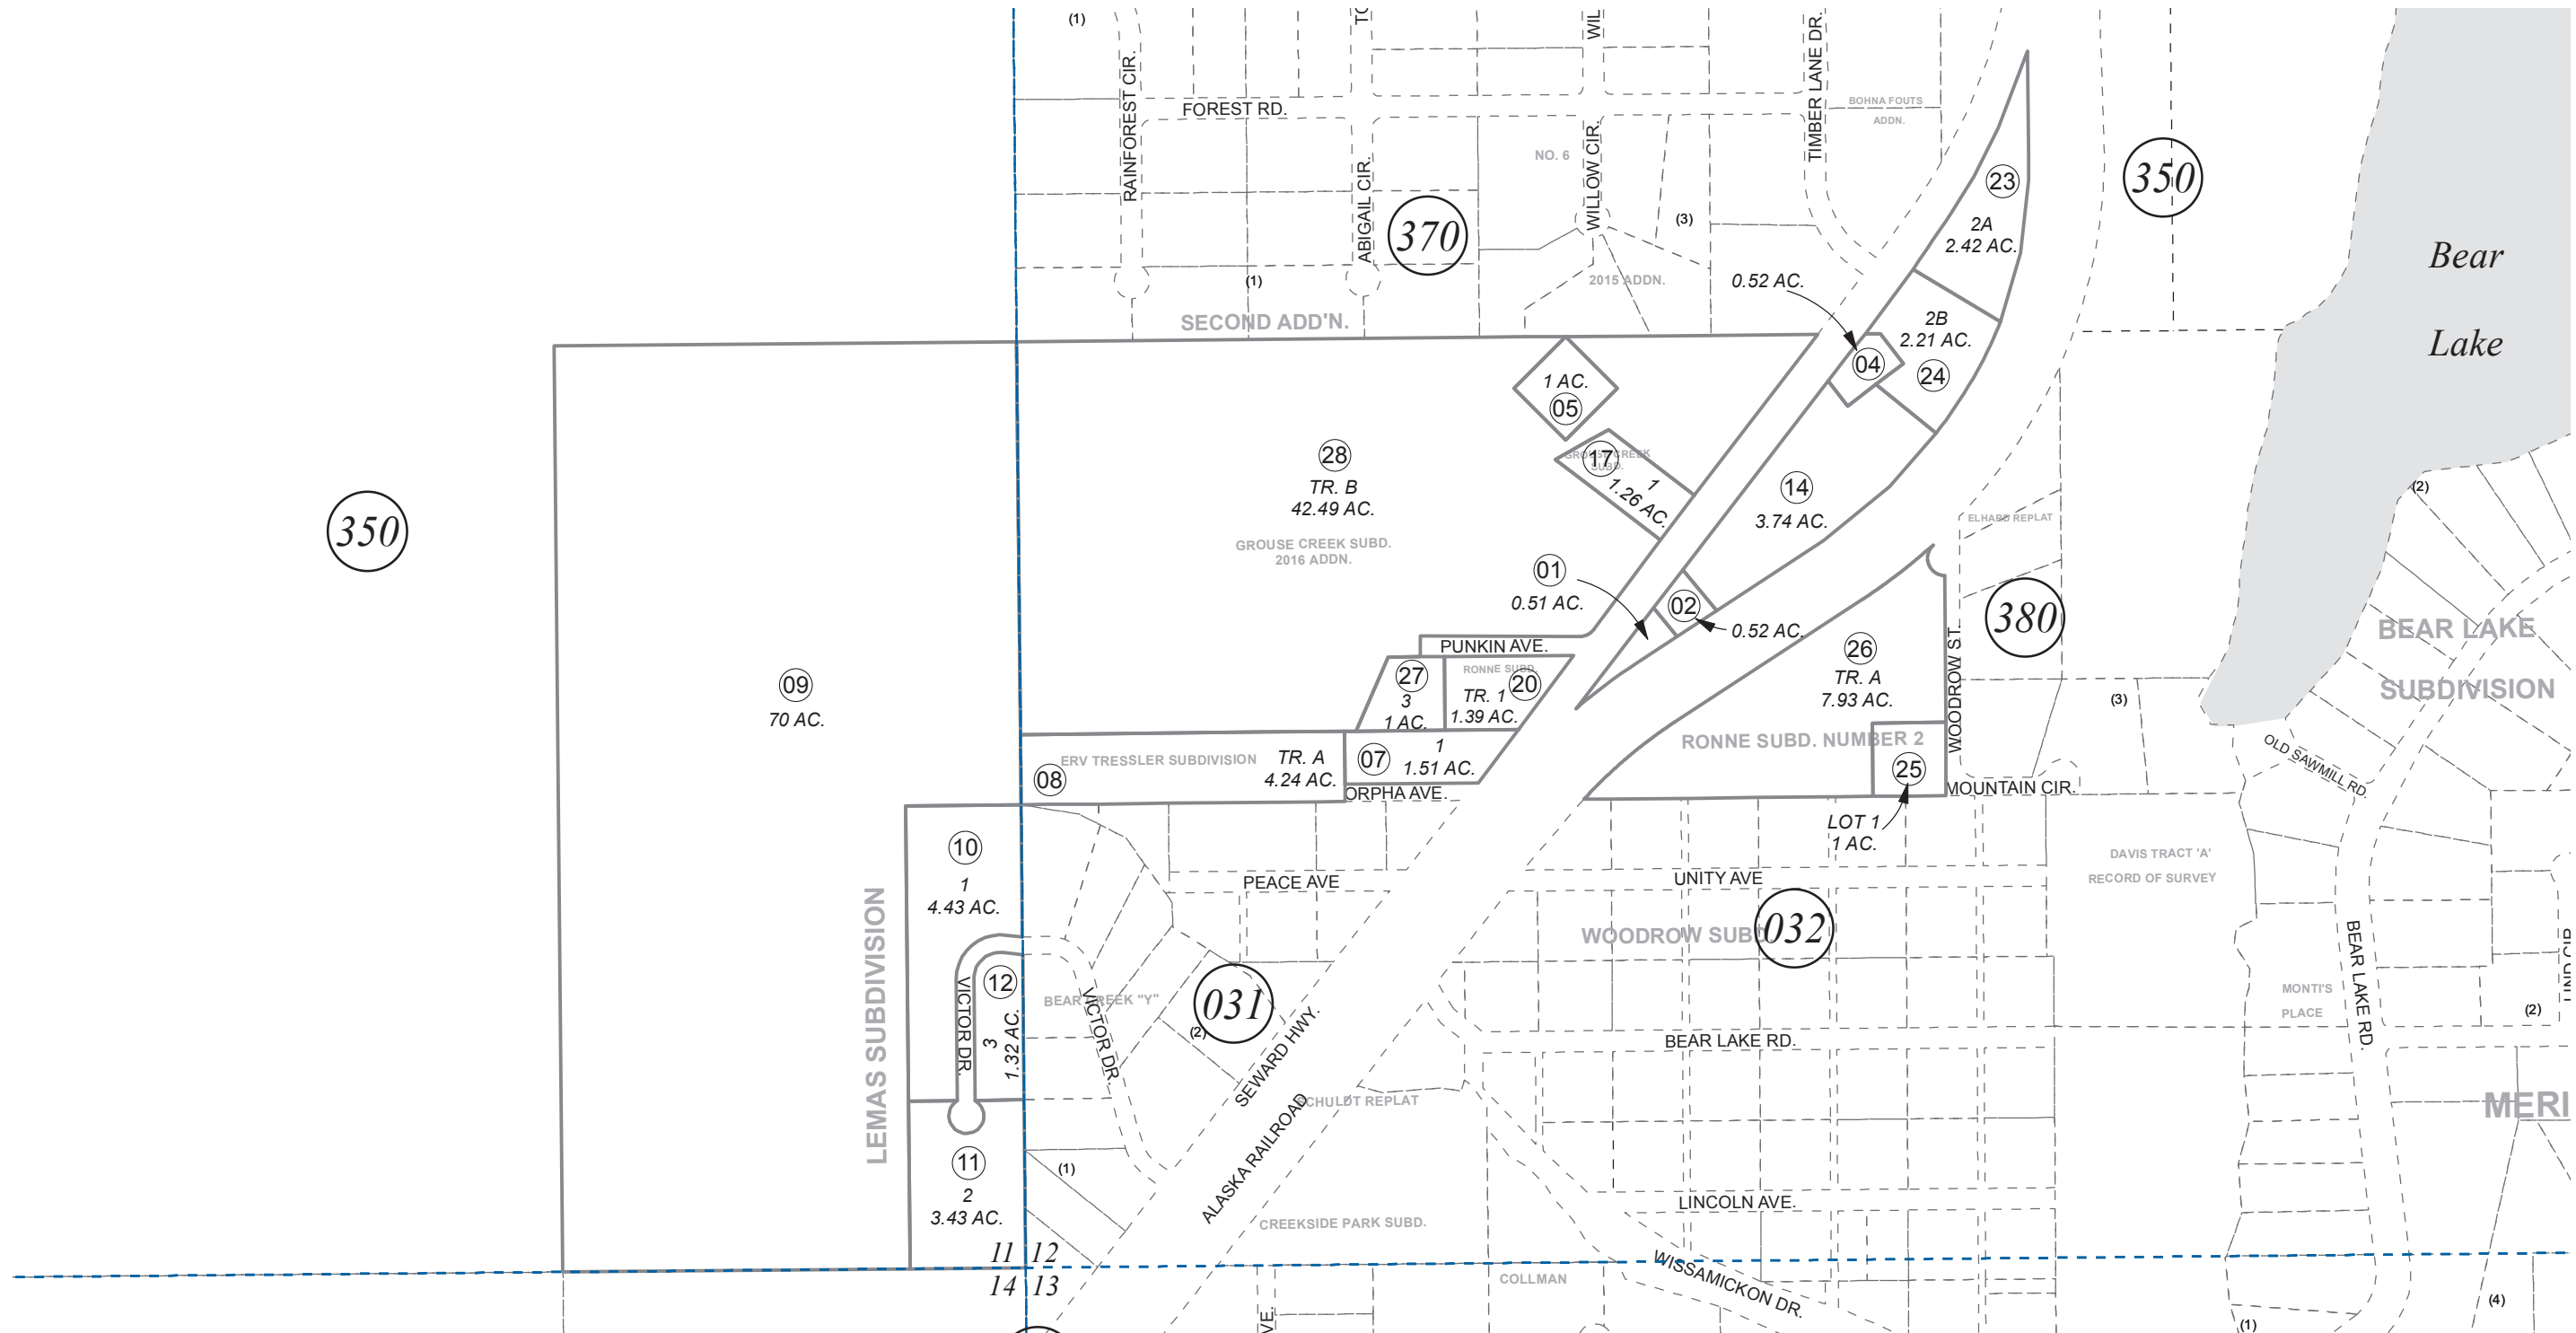 (1)
RAINFOREST CIR.
FOREST RD.
TO
ABIGAIL CIR.
WIL
WILLOW CIR.
NO. 6
(3)
TIMBER LANE DR.
BOHNA FOUTS
ADDN.
370
350
(1)
2015 ADDN.
SECOND ADD'N.
23
2A
2.42 AC.
0.52 AC.
04
2B
2.21 AC.
24
Bear
Lake
1 AC.
05
GROUSE CREEK
SUBD.
17
1
1.26 AC.
28
TR. B
42.49 AC.
GROUSE CREEK SUBD.
2016 ADDN.
14
3.74 AC.
350
ELHARD REPLAT
(2)
01
0.51 AC.
02
0.52 AC.
380
BEAR LAKE
SUBDIVISION
PUNKIN AVE.
27
3
1 AC.
RONNE SUBD.
TR. 1
20
1.39 AC.
26
TR. A
7.93 AC.
WOODROW ST.
(3)
09
70 AC.
ERV TRESSLER SUBDIVISION
08
TR. A
4.24 AC.
07
1
1.51 AC.
ORPHA AVE.
RONNE SUBD. NUMBER 2
25
MOUNTAIN CIR.
OLD SAWMILL RD.
LOT 1
1 AC.
10
1
4.43 AC.
LEMAS SUBDIVISION
PEACE AVE
UNITY AVE
DAVIS TRACT 'A'
RECORD OF SURVEY
WOODROW SUBD.
032
12
3
1.32 AC.
VICTOR DR.
BEAR CREEK "Y"
VICTOR DR.
031
(2)
SEWARD HWY.
ALASKA RAILROAD
BEAR LAKE RD.
BEAR LAKE RD.
MONTI'S
PLACE
(2)
LIND CIR
SCHULDT REPLAT
MERI
11
2
3.43 AC.
(1)
CREEKSIDE PARK SUBD.
LINCOLN AVE.
11 12
14 13
WISSAMICKON DR.
COLLMAN
VE.
(4)
(1)